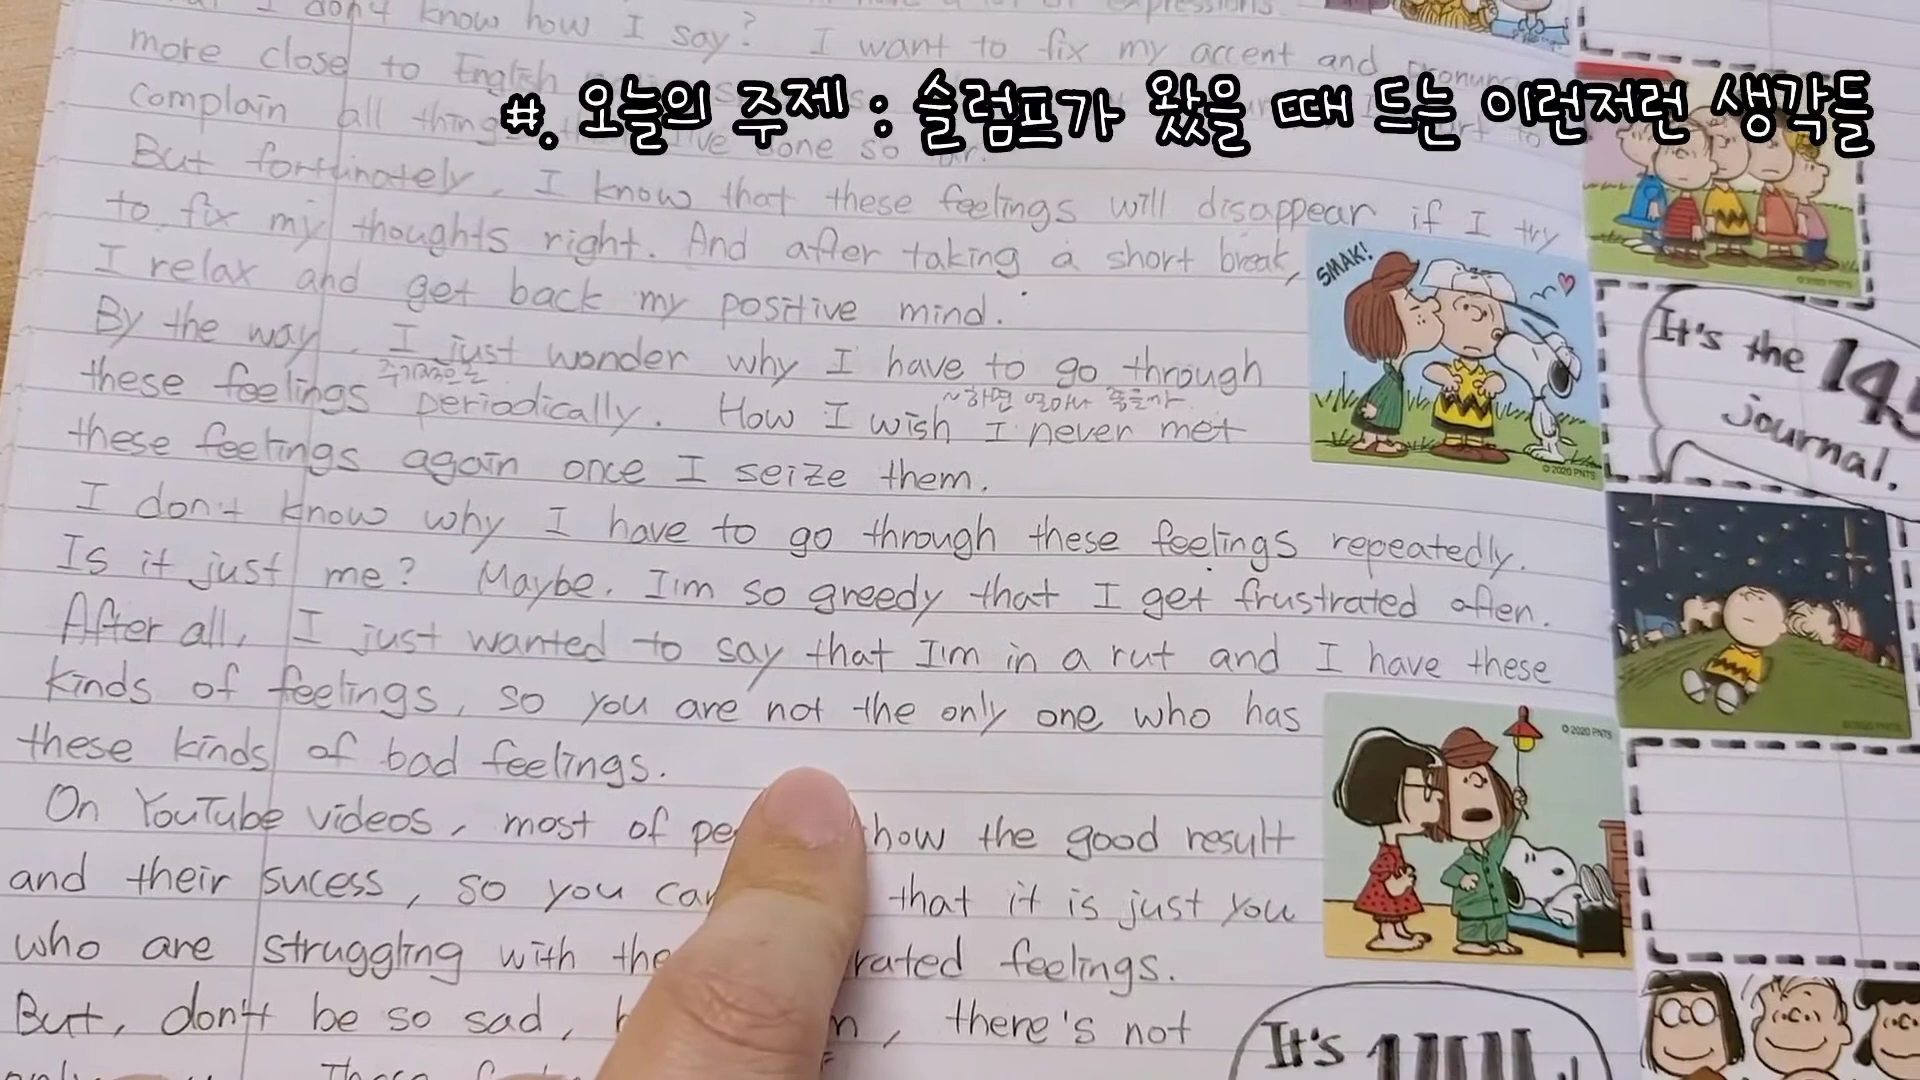 I don't know how I say? I want to fix my accent and
#. 오늘의 주제 : 슬럼프가 왔을 때 드는 이런저런 생각들
more close to English
Complain all things done so far.
But fortunately, I know that these feelings will disappear if I try
to fix my thoughts right. And after taking a short break,
I relax and get back my positive mind.
By the way, I just wonder why I have to go through
주기적으로
these feelings periodically. How I wish I never met
~하면 얼마나 좋을까
these feelings again once I seize them.
I don't know why I have to go through these feelings repeatedly.
Is it just me? Maybe, I'm so greedy that I get frustrated often.
After all, I just wanted to say that I'm in a rut and I have these
kinds of feelings, so you are not the only one who has
these kinds of bad feelings.
On YouTube videos, most of the good result
and their sucess, so you that it is just you
who are struggling with feelings.
But, don't be so sad, there's not
SMAK!
© 2020 PNTS
It's the
journal.
© 2020 PNTS
It's